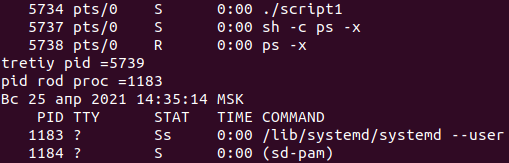 5734 pts/0    S      0:00 ./script1
5737 pts/0    S      0:00 sh -c ps -x
5738 pts/0    R      0:00 ps -x
tretiy pid =5739
pid rod proc =1183
Вс 25 апр 2021 14:35:14 MSK
PID TTY      STAT   TIME COMMAND
1183 ?        Ss     0:00 /lib/systemd/systemd --user
1184 ?        S      0:00 (sd-pam)